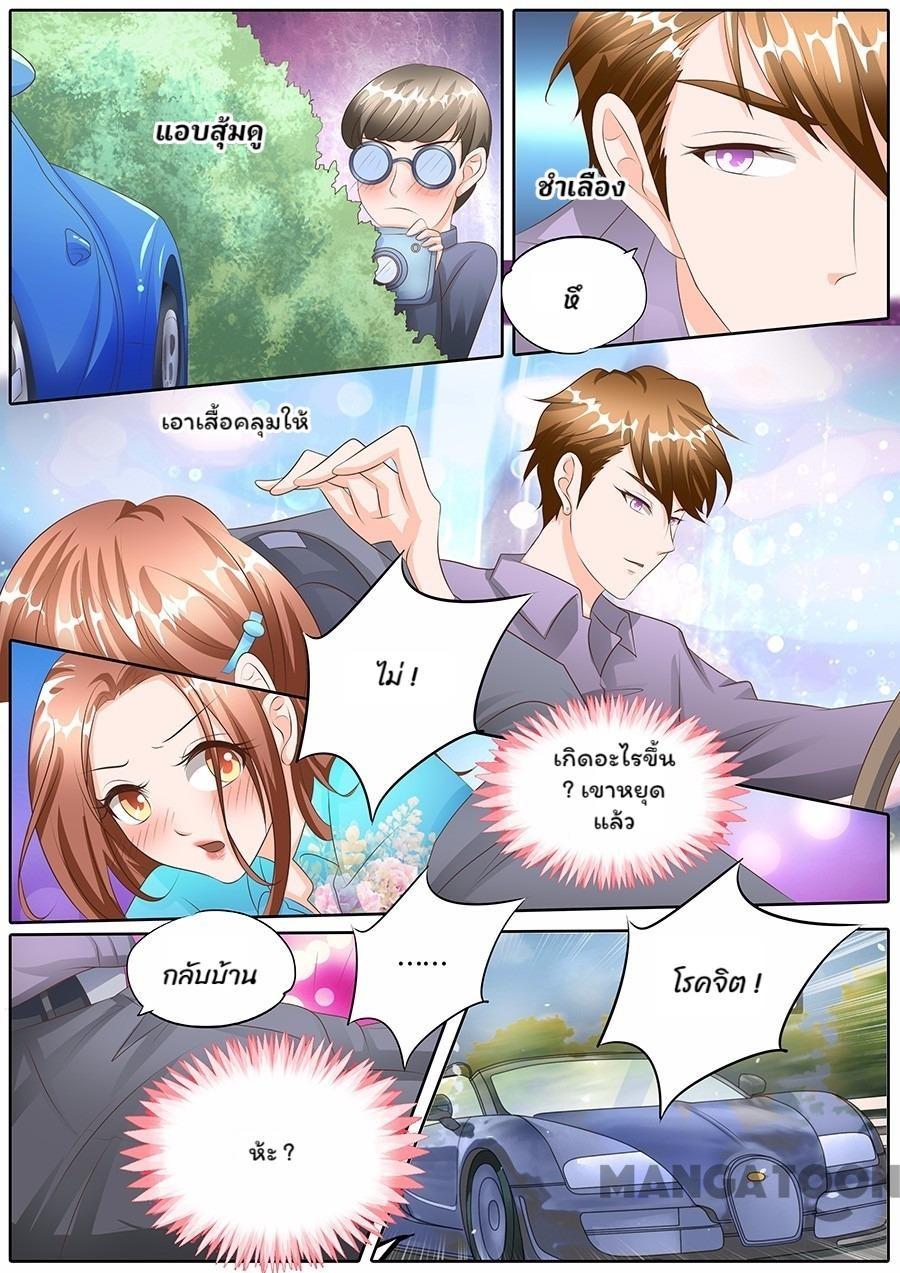 แอบสุ้มดู
ชำเลือง
หึ
เอาเสื้อคลุมให้
ไม่ !
เกิดอะไรขึ้น
? เขาหยุด
แล้ว
กลับบ้าน
......
โรคจิต !
ห้ะ ?
MANGATOON